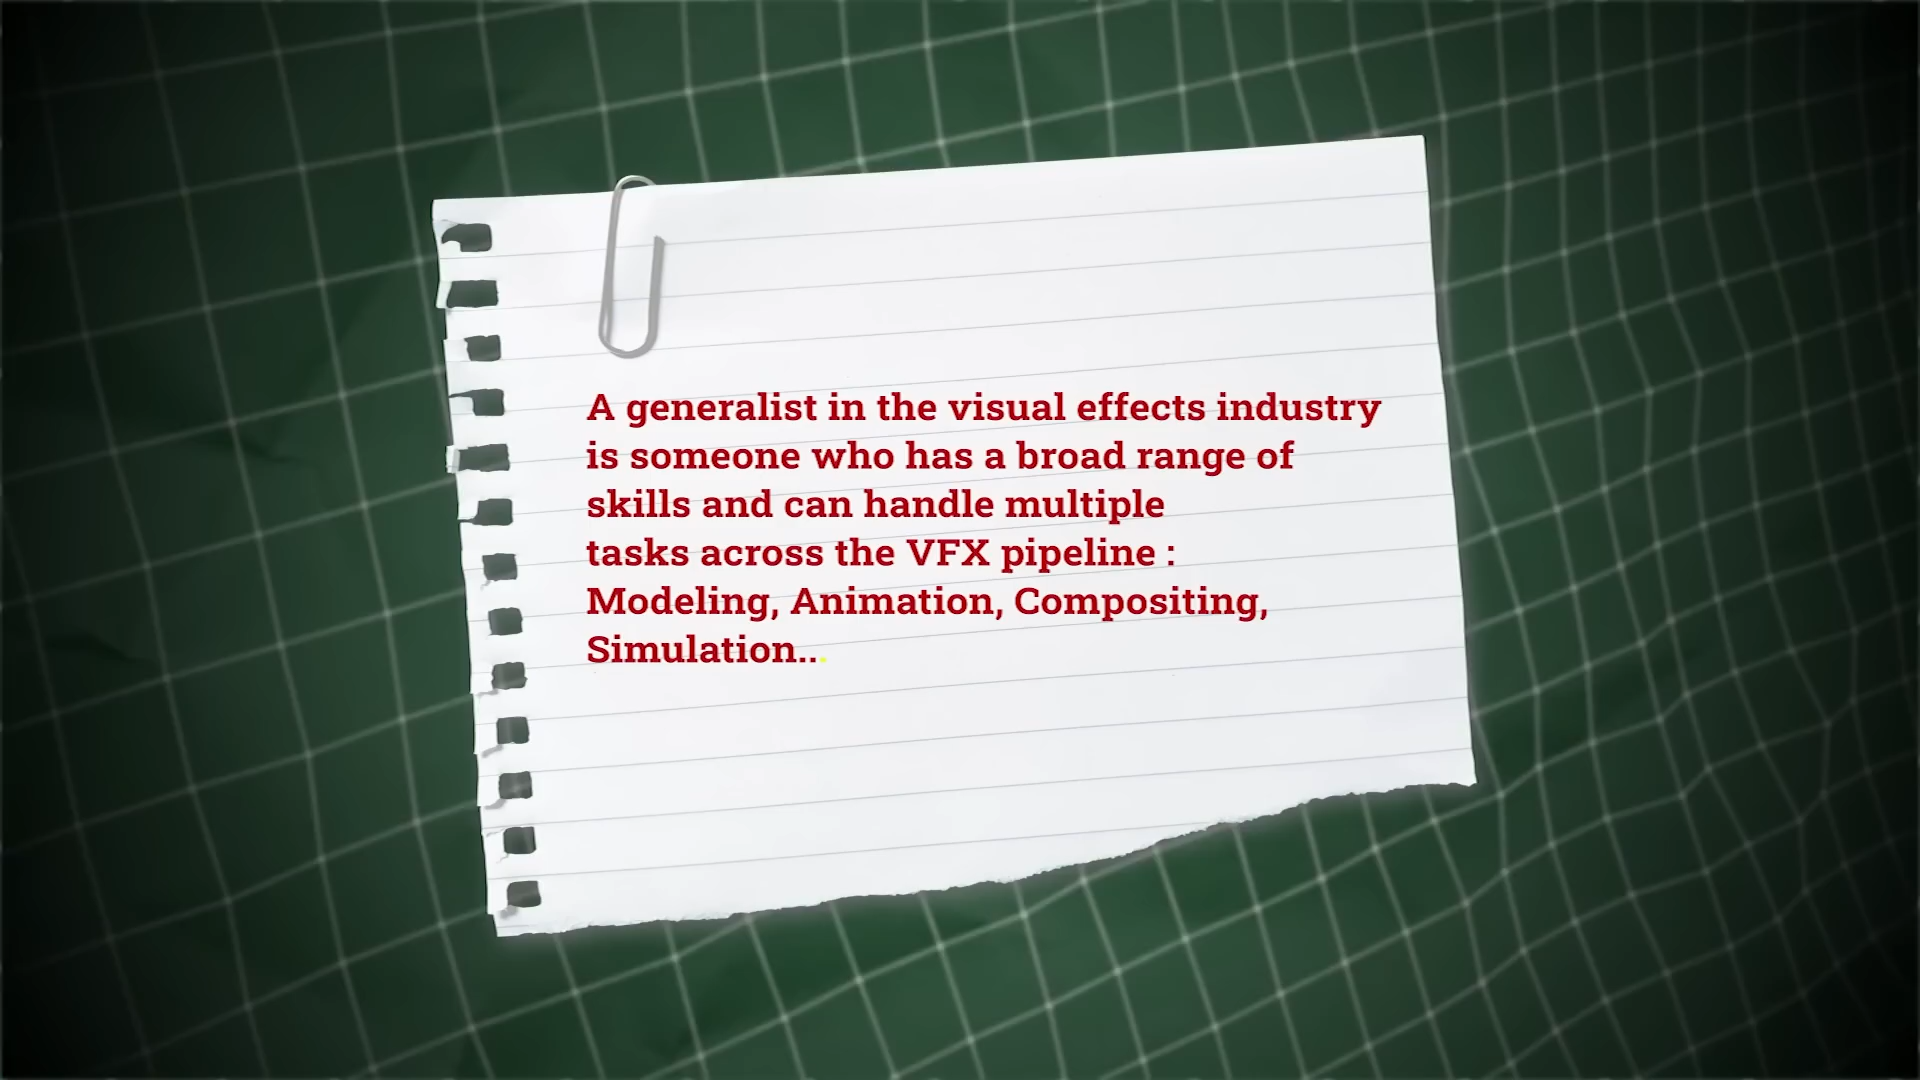 A generalist in the visual effects industry
is someone who has a broad range of
skills and can handle multiple
tasks across the VFX pipeline :
Modeling, Animation, Compositing,
Simulation...